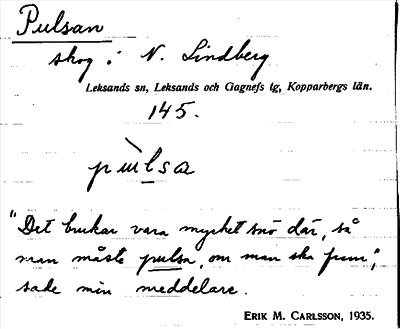 Pulsan
skog i N. Lindberg
Leksands sn, Leksands och Gagnefs tg, Kopparbergs län.
145.
"Det brukar vara mycket snö där, så
man måste pulsa, om man ska fram",
sade min meddelare.
ERIK M. CARLSSON, 1935.